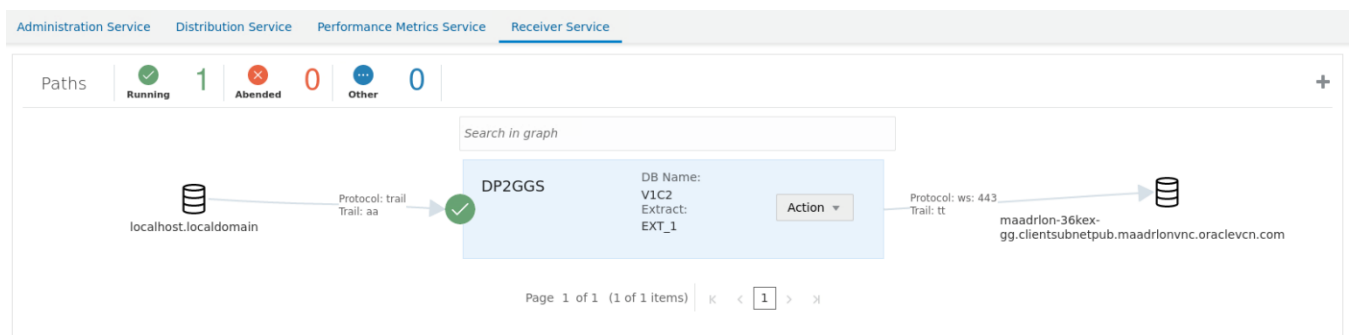 Administration Service Distribution Service Performance Metrics Service Receiver Service
Paths Running 1 Abended 0 Other 0 +
Search in graph
localhost.localdomain
Protocol: trail
Trail: aa
DP2GGS
DB Name:
V1C2
Extract:
EXT_1
Action
Protocol: ws: 443
Trail: tt
maadrlon-36kex-
gg.clientsubnetpub.maadrlonvnc.oraclevcn.com
Page 1 of 1 (1 of 1 items) 1